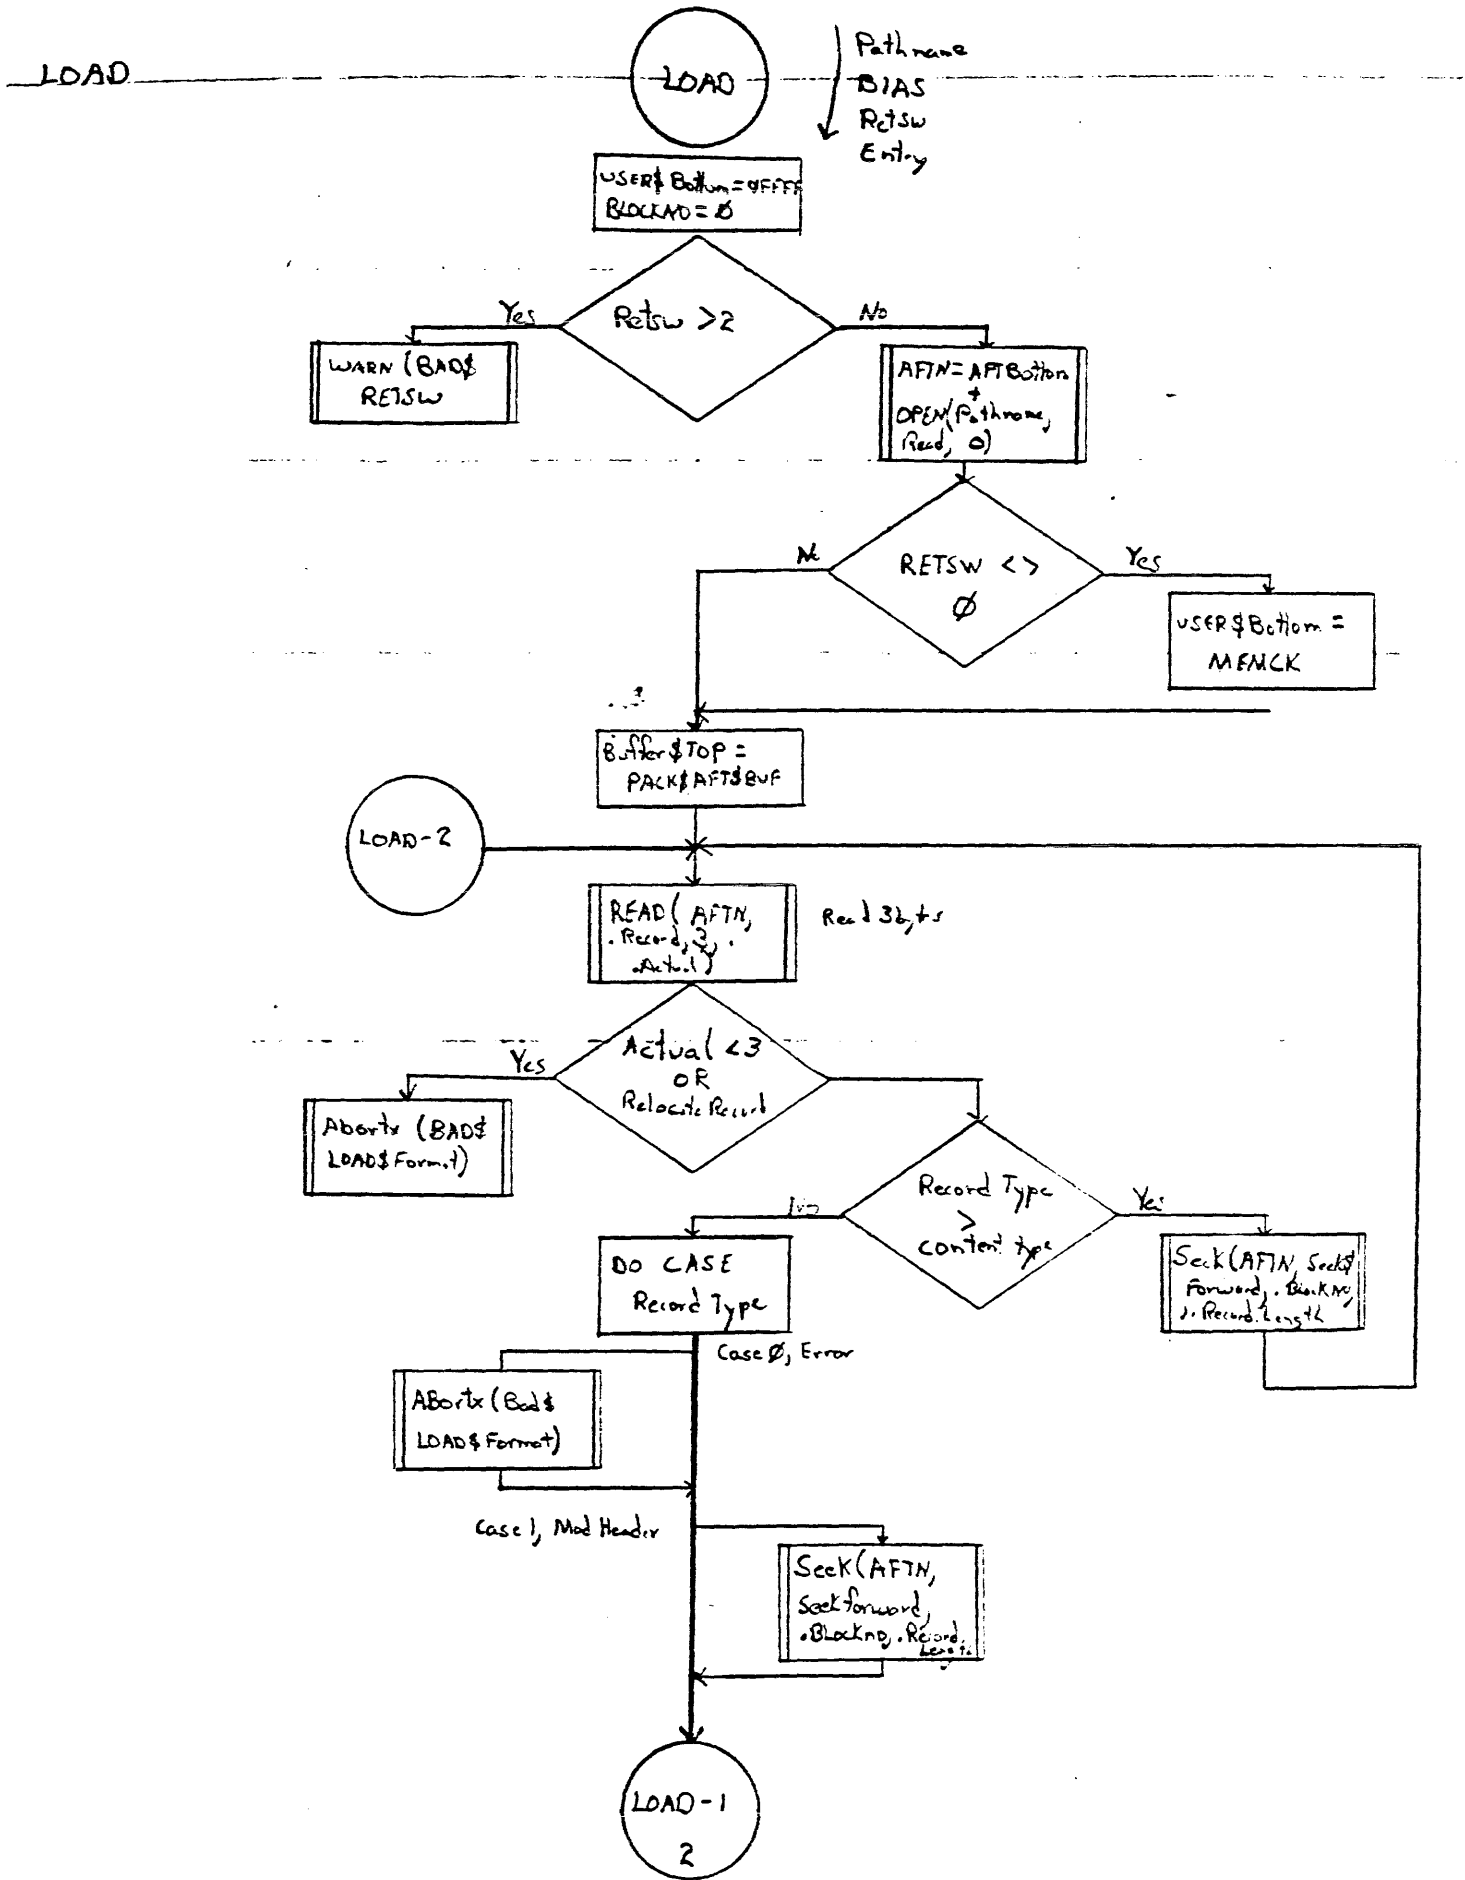 LOAD
LOAD
Pathname
BIAS
Retsw
Entry
USER$Bottom=0FFFF
BLOCKNO=Ø
Retsw >2
Yes
No
WARN (BAD$
RETSW
AFTN=AFTBottom
+
OPEN(Pathname,
Read, 0)
RETSW <>
Ø
No
Yes
USER$Bottom =
MEMCK
Buffer$TOP =
PACK$AFT$BUF
LOAD-2
READ( AFTN,
.Record, 3, .
.Actual)
Read 3bytes
Actual <3
OR
Relocate Record
Yes
Abortx (BAD$
LOAD$Format)
Record Type
>
content type
No
Yes
DO CASE
Record Type
Seek(AFTN, Seek$
Forward, .BlockNo,
.Record.Length
Case Ø, Error
ABortx (Bad$
LOAD$Format)
Case 1, Mod Header
Seek(AFTN,
Seekforward,
.BLockno, .Record.
Length
LOAD-1
2